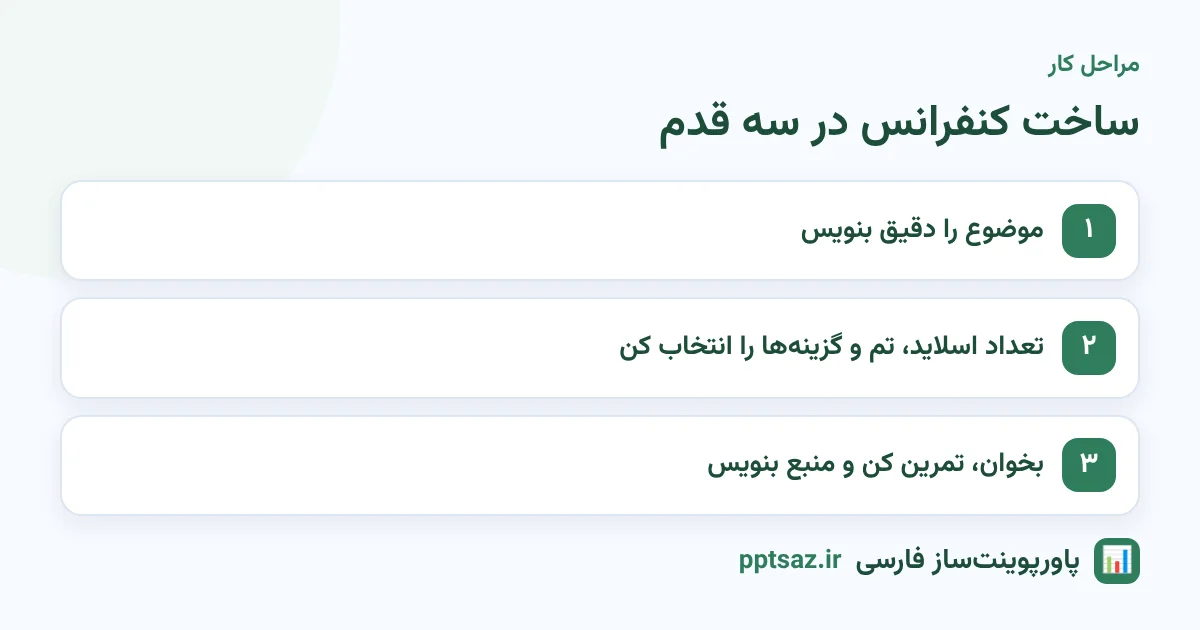 مراحل کار
ساخت کنفرانس در سه قدم
۱ موضوع را دقیق بنویس
۲ تعداد اسلاید، تم و گزینه‌ها را انتخاب کن
۳ بخوان، تمرین کن و منبع بنویس
پاورپوینت‌ساز فارسی pptsaz.ir